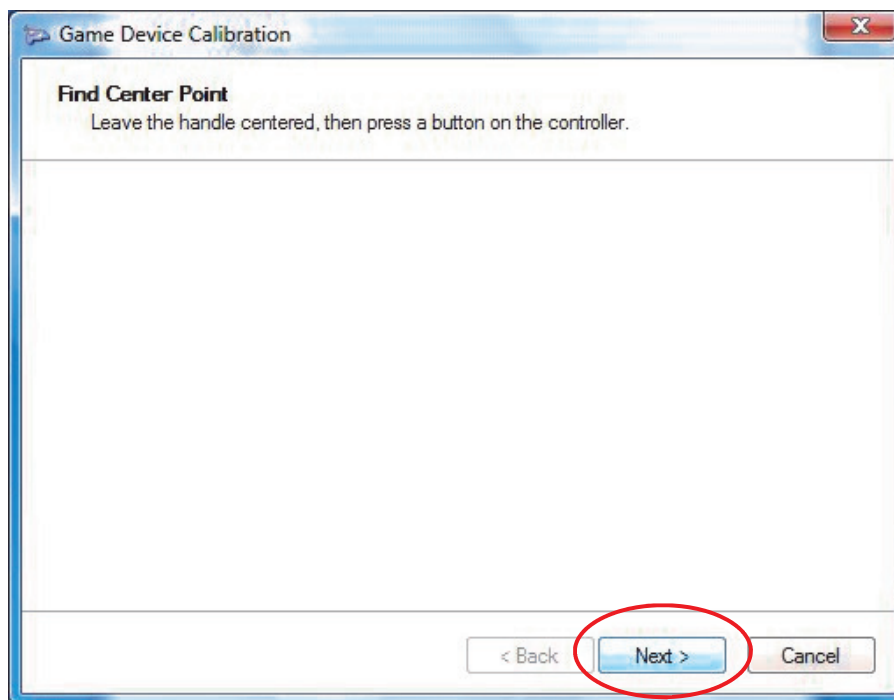 Game Device Calibration
Find Center Point
Leave the handle centered, then press a button on the controller.
< Back
Next >
Cancel